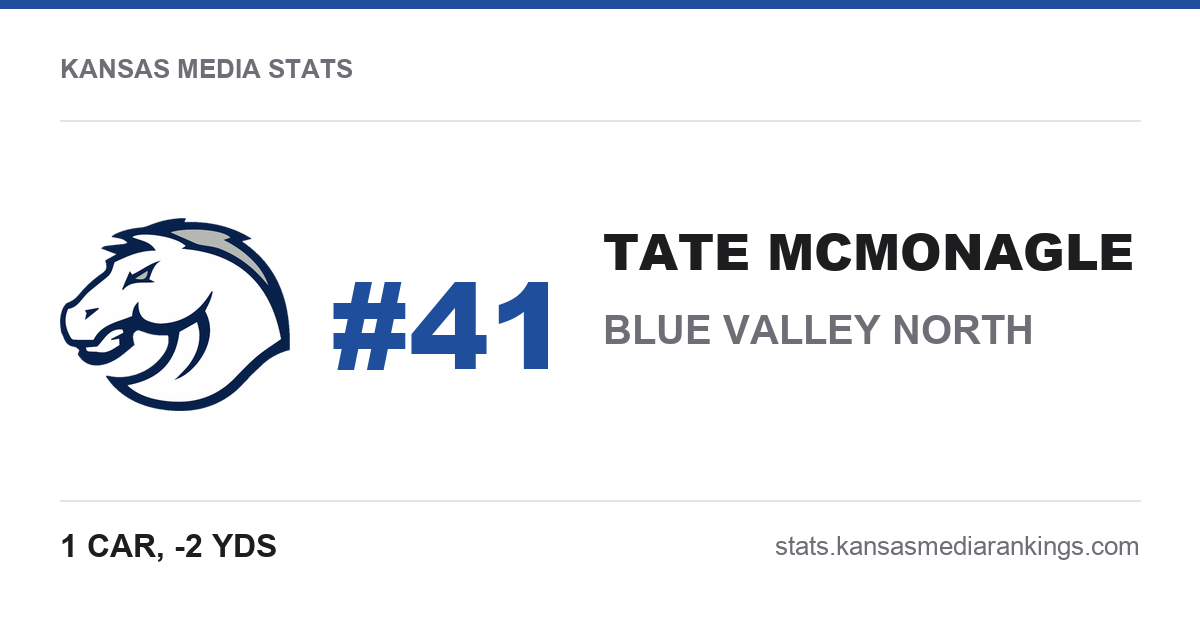 KANSAS MEDIA STATS
#41
TATE MCMONAGLE
BLUE VALLEY NORTH
1 CAR, -2 YDS
stats.kansasmediarankings.com